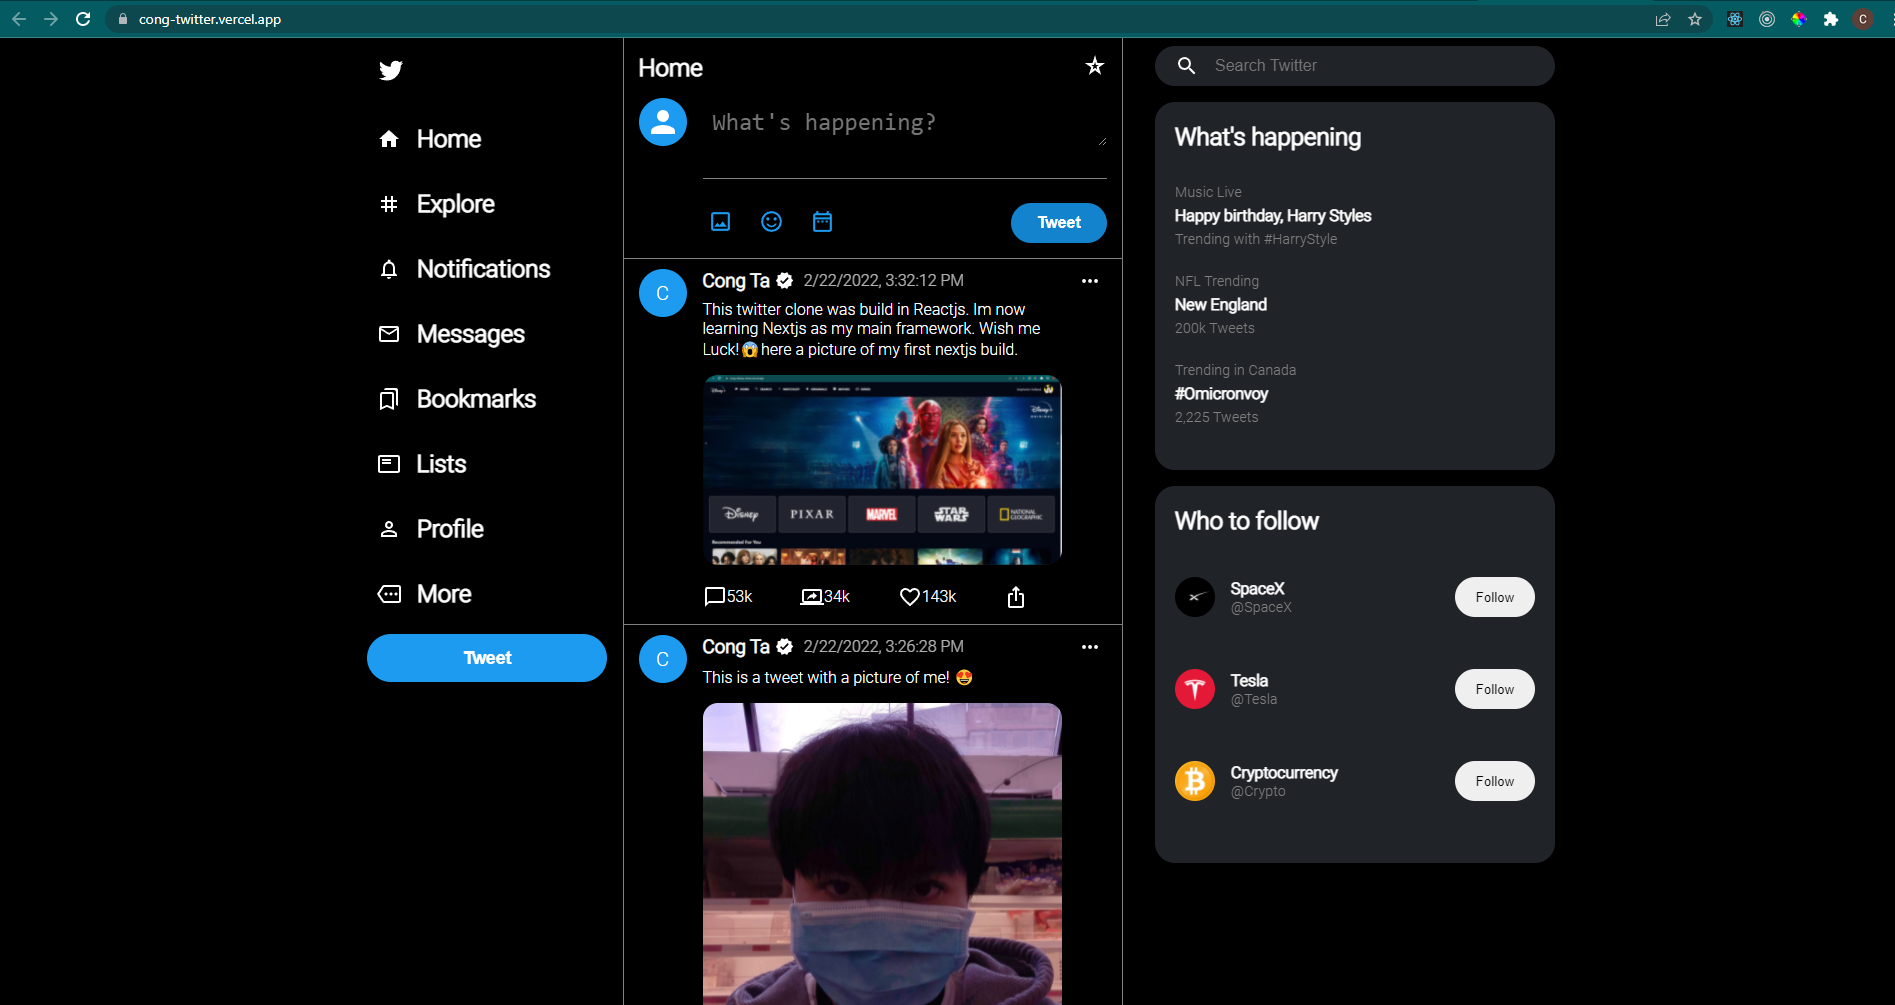 cong-twitter.vercel.app
C
Home
Explore
Notifications
Messages
Bookmarks
Lists
Profile
More
Tweet
Home
What's happening?
Tweet
C
Cong Ta 2/22/2022, 3:32:12 PM
This twitter clone was build in Reactjs. Im now
learning Nextjs as my main framework. Wish me
Luck!😱here a picture of my first nextjs build.
Disney+
Disney
PIXAR
MARVEL
STAR
WARS
NATIONAL
GEOGRAPHIC
Recommended For You
53k 34k 143k
C
Cong Ta 2/22/2022, 3:26:28 PM
This is a tweet with a picture of me! 😍
Search Twitter
What's happening
Music Live
Happy birthday, Harry Styles
Trending with #HarryStyle
NFL Trending
New England
200k Tweets
Trending in Canada
#Omicronvoy
2,225 Tweets
Who to follow
SpaceX
@SpaceX
Follow
Tesla
@Tesla
Follow
Cryptocurrency
@Crypto
Follow